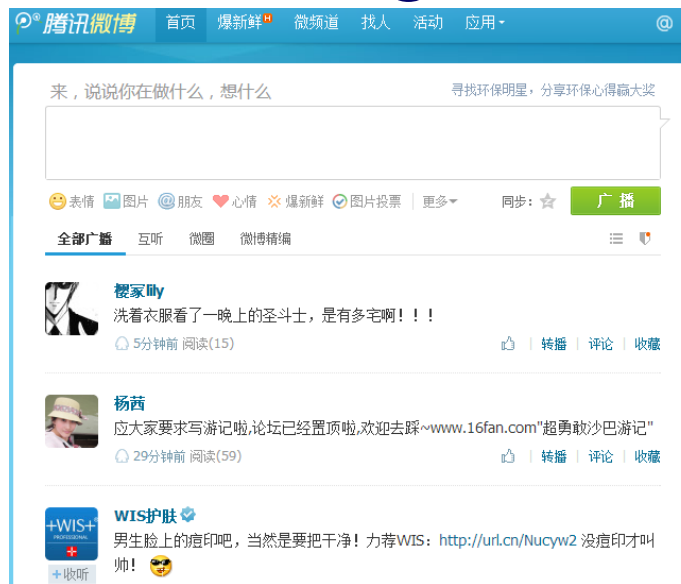 腾讯微博 首页 爆新鲜H 微频道 找人 活动 应用 @
来，说说你在做什么，想什么 寻找环保明星，分享环保心得赢大奖
表情 图片 @朋友 心情 爆新鲜 图片投票 更多 同步： 广播
全部广播 互听 微圈 微博精编
樱冢lily
洗着衣服看了一晚上的圣斗士，是有多宅啊！！！
5分钟前 阅读(15) 转播 评论 收藏
杨茜
应大家要求写游记啦,论坛已经置顶啦,欢迎去踩~www.16fan.com"超勇敢沙巴游记"
29分钟前 阅读(59) 转播 评论 收藏
+WIS+
PROFESSIONAL
WIS护肤
男生脸上的痘印吧，当然是要把干净！力荐WIS：http://url.cn/Nucyw2 没痘印才叫
帅！
+收听